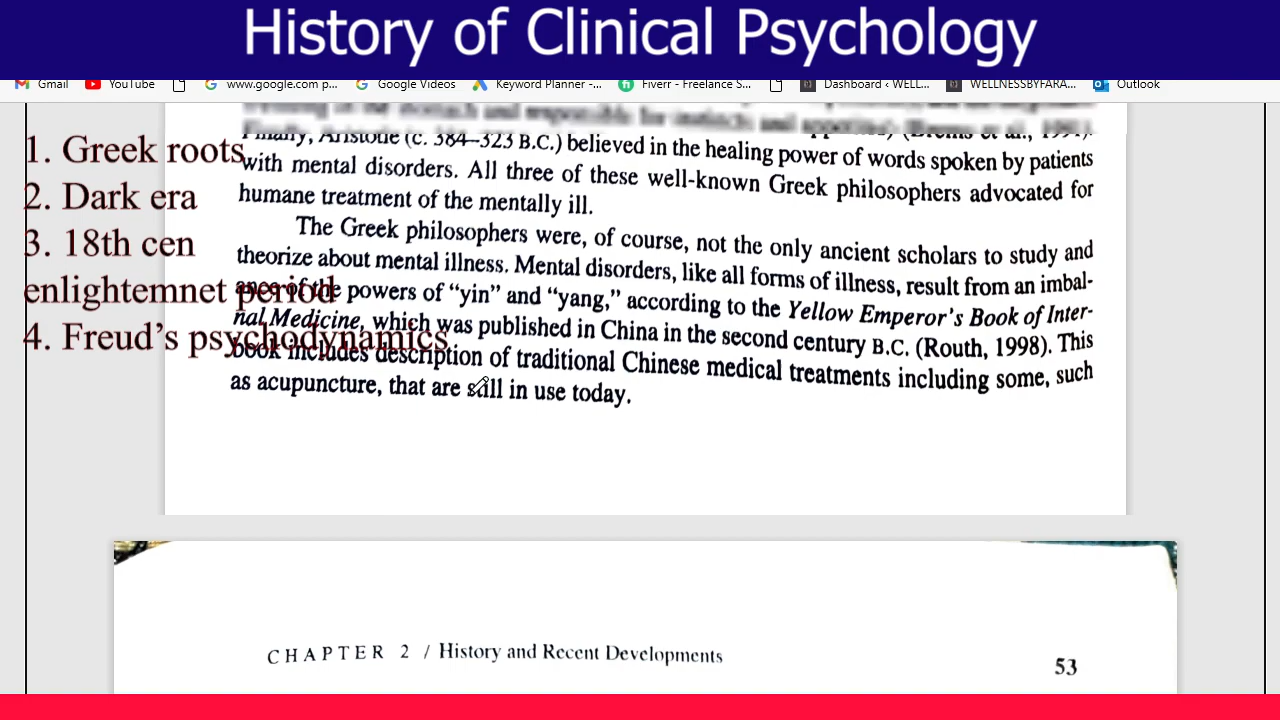 History of Clinical Psychology
Gmail YouTube www.google.com p... Google Videos Keyword Planner -... Fiverr - Freelance S... Dashboard ‹ WELL... WELLNESSBYFARA... Outlook
1. Greek roots
2. Dark era
3. 18th cen
enlightemnet period
4. Freud’s psychodynamics
Finally, Aristotle (c. 384–323 B.C.) believed in the healing power of words spoken by patients
with mental disorders. All three of these well-known Greek philosophers advocated for
humane treatment of the mentally ill.
The Greek philosophers were, of course, not the only ancient scholars to study and
theorize about mental illness. Mental disorders, like all forms of illness, result from an imbal-
ance of the powers of “yin” and “yang,” according to the Yellow Emperor’s Book of Inter-
nal Medicine, which was published in China in the second century B.C. (Routh, 1998). This
book includes description of traditional Chinese medical treatments including some, such
as acupuncture, that are still in use today.
CHAPTER 2 / History and Recent Developments
53